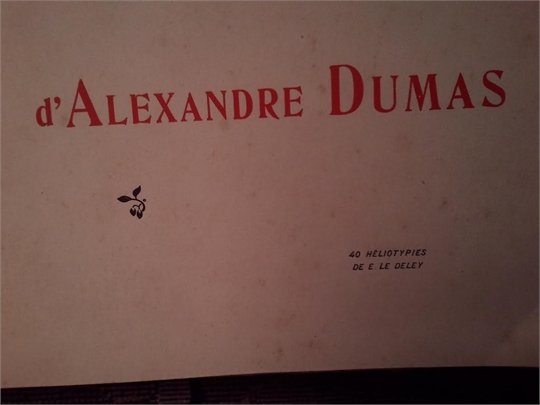 d'ALEXANDRE DUMAS
40 HÉLIOTYPIES
DE E. LE DELEY